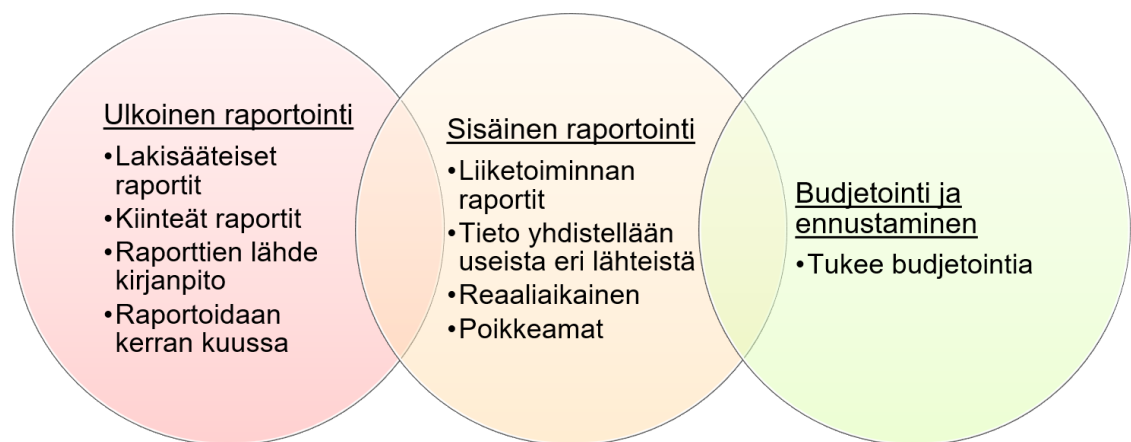 Ulkoinen raportointi
•Lakisääteiset
raportit
•Kiinteät raportit
•Raporttien lähde
kirjanpito
•Raportoidaan
kerran kuussa
Sisäinen raportointi
•Liiketoiminnan
raportit
•Tieto yhdistellään
useista eri lähteistä
•Reaaliaikainen
•Poikkeamat
Budjetointi ja
ennustaminen
•Tukee budjetointia